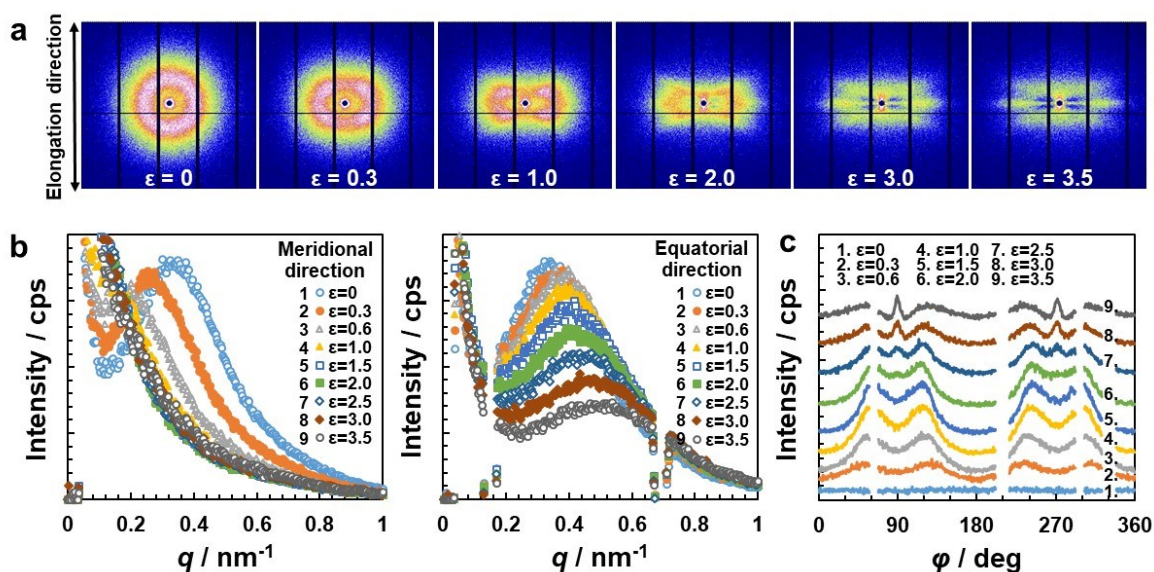 a
Elongation direction
ε = 0
ε = 0.3
ε = 1.0
ε = 2.0
ε = 3.0
ε = 3.5
b
Intensity / cps
Meridional
direction
1 ε=0
2 ε=0.3
3 ε=0.6
4 ε=1.0
5 ε=1.5
6 ε=2.0
7 ε=2.5
8 ε=3.0
9 ε=3.5
0 0.2 0.4 0.6 0.8 1
q / nm⁻¹
Intensity / cps
Equatorial
direction
1 ε=0
2 ε=0.3
3 ε=0.6
4 ε=1.0
5 ε=1.5
6 ε=2.0
7 ε=2.5
8 ε=3.0
9 ε=3.5
0 0.2 0.4 0.6 0.8 1
q / nm⁻¹
c
Intensity / cps
1. ε=0 4. ε=1.0 7. ε=2.5
2. ε=0.3 5. ε=1.5 8. ε=3.0
3. ε=0.6 6. ε=2.0 9. ε=3.5
9.
8.
7.
6.
5.
4.
3.
2.
1.
0 90 180 270 360
φ / deg